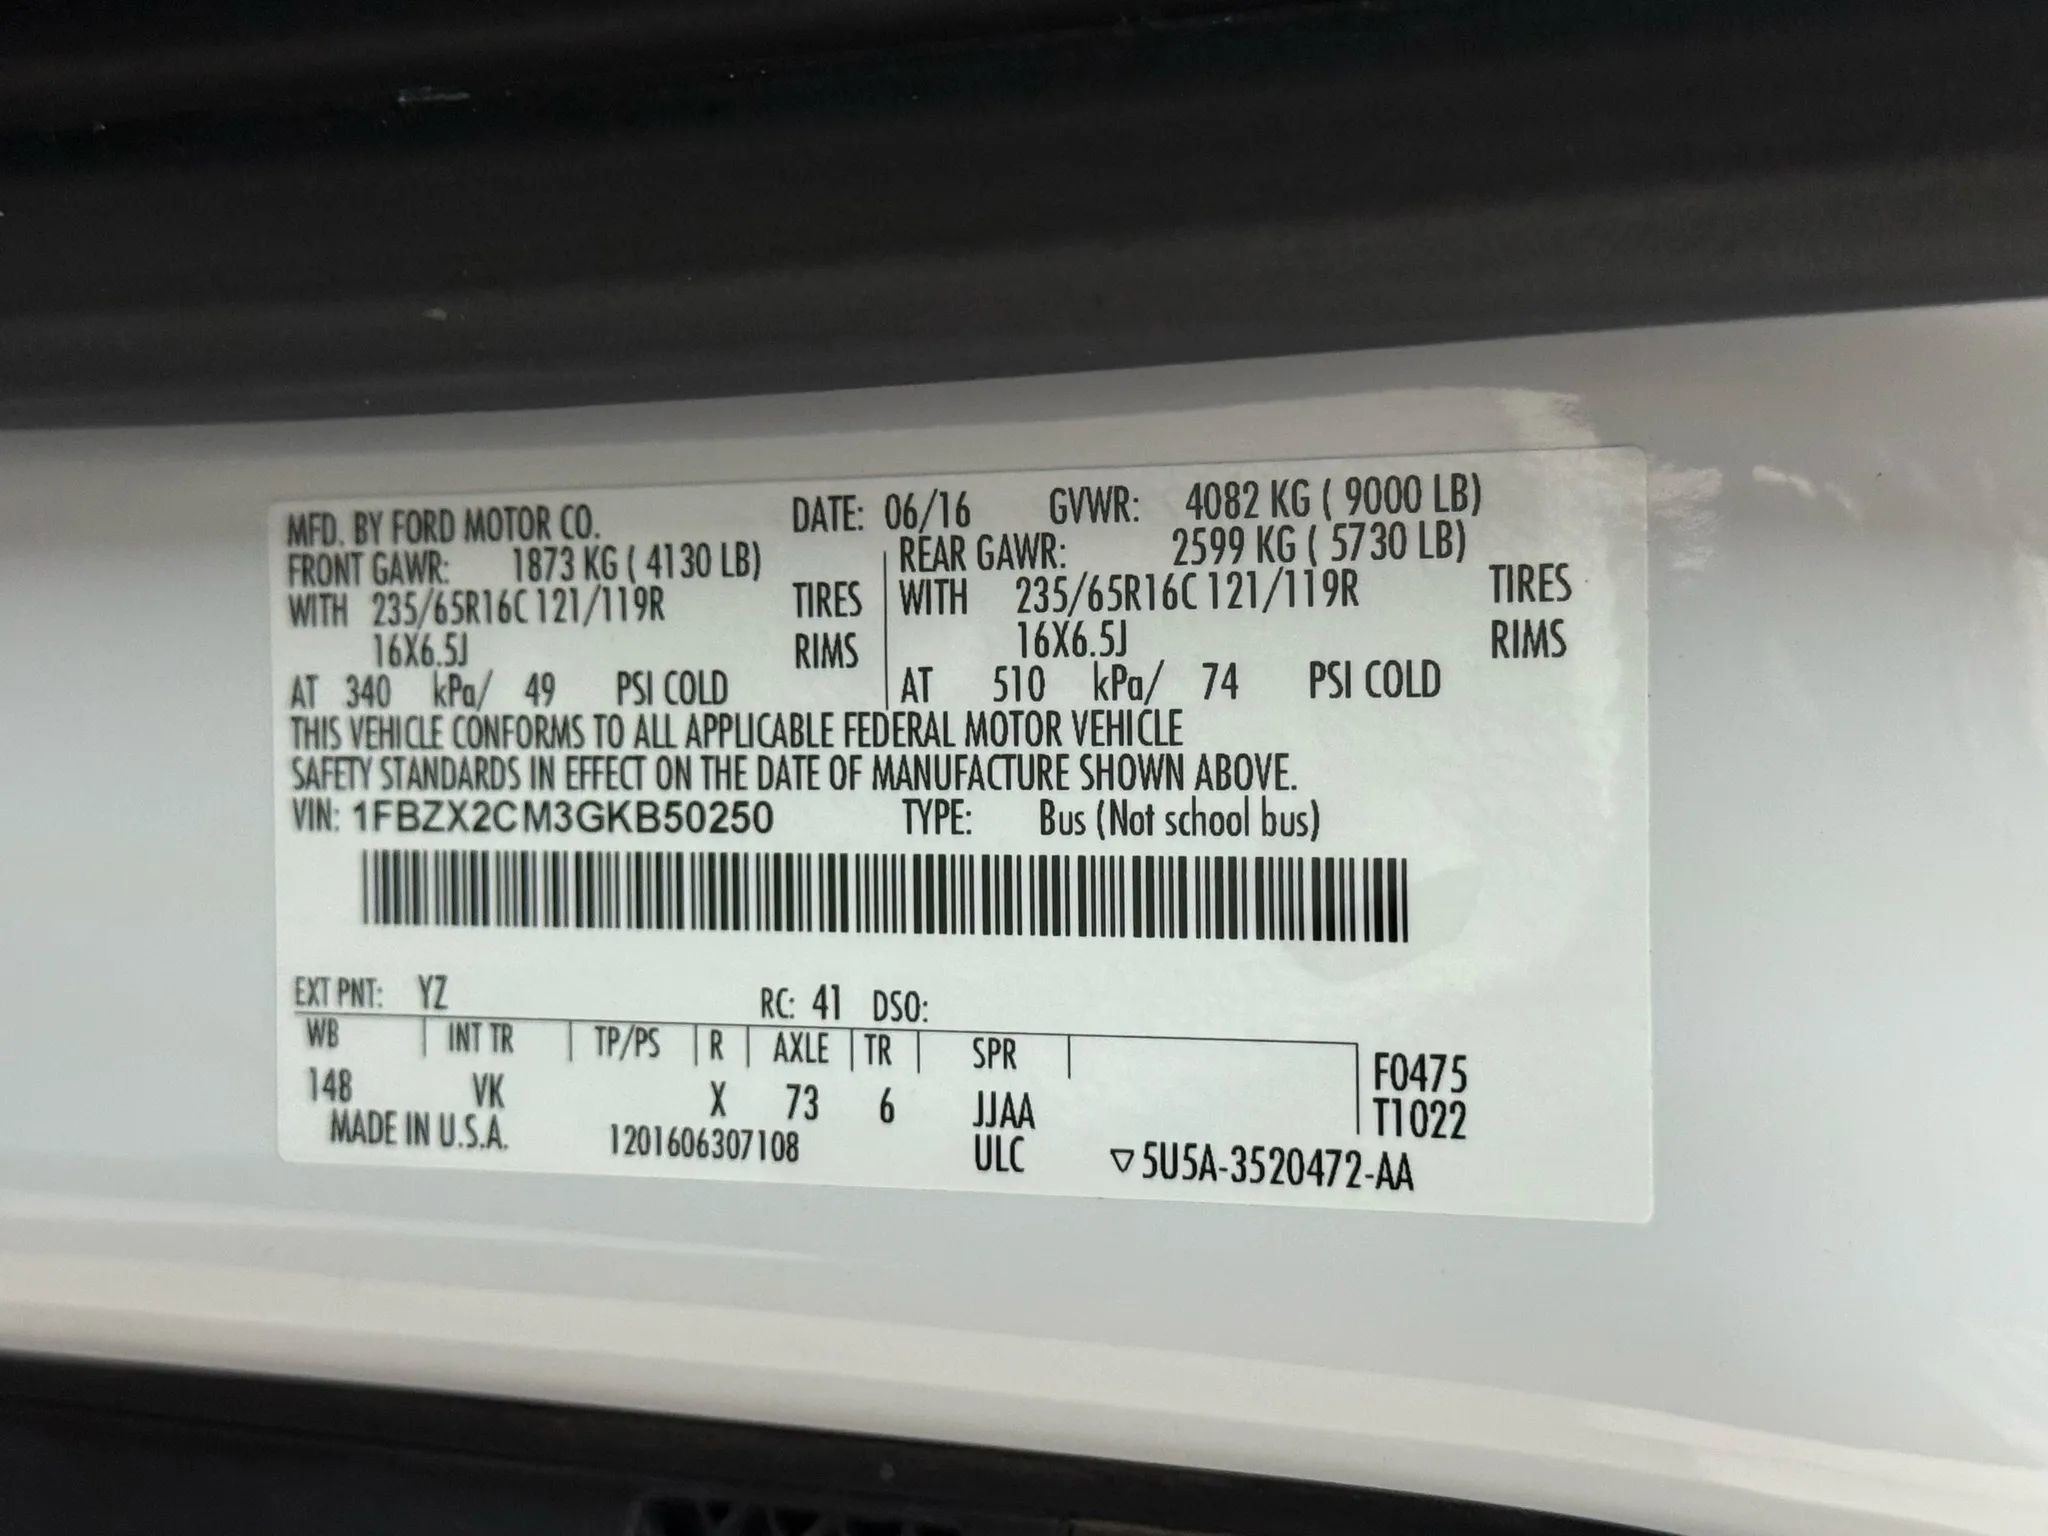 MFD. BY FORD MOTOR CO. DATE: 06/16 GVWR: 4082 KG ( 9000 LB)
FRONT GAWR: 1873 KG ( 4130 LB) REAR GAWR: 2599 KG ( 5730 LB)
WITH 235/65R16C 121/119R TIRES WITH 235/65R16C 121/119R TIRES
16X6.5J RIMS 16X6.5J RIMS
AT 340 kPa/ 49 PSI COLD AT 510 kPa/ 74 PSI COLD
THIS VEHICLE CONFORMS TO ALL APPLICABLE FEDERAL MOTOR VEHICLE
SAFETY STANDARDS IN EFFECT ON THE DATE OF MANUFACTURE SHOWN ABOVE.
VIN: 1FBZX2CM3GKB50250 TYPE: Bus (Not school bus)
EXT PNT: YZ RC: 41 DSO:
WB INT TR TP/PS R AXLE TR SPR F0475
148 VK X 73 6 JJAA T1022
MADE IN U.S.A. 1201606307108 ULC ▽5U5A-3520472-AA